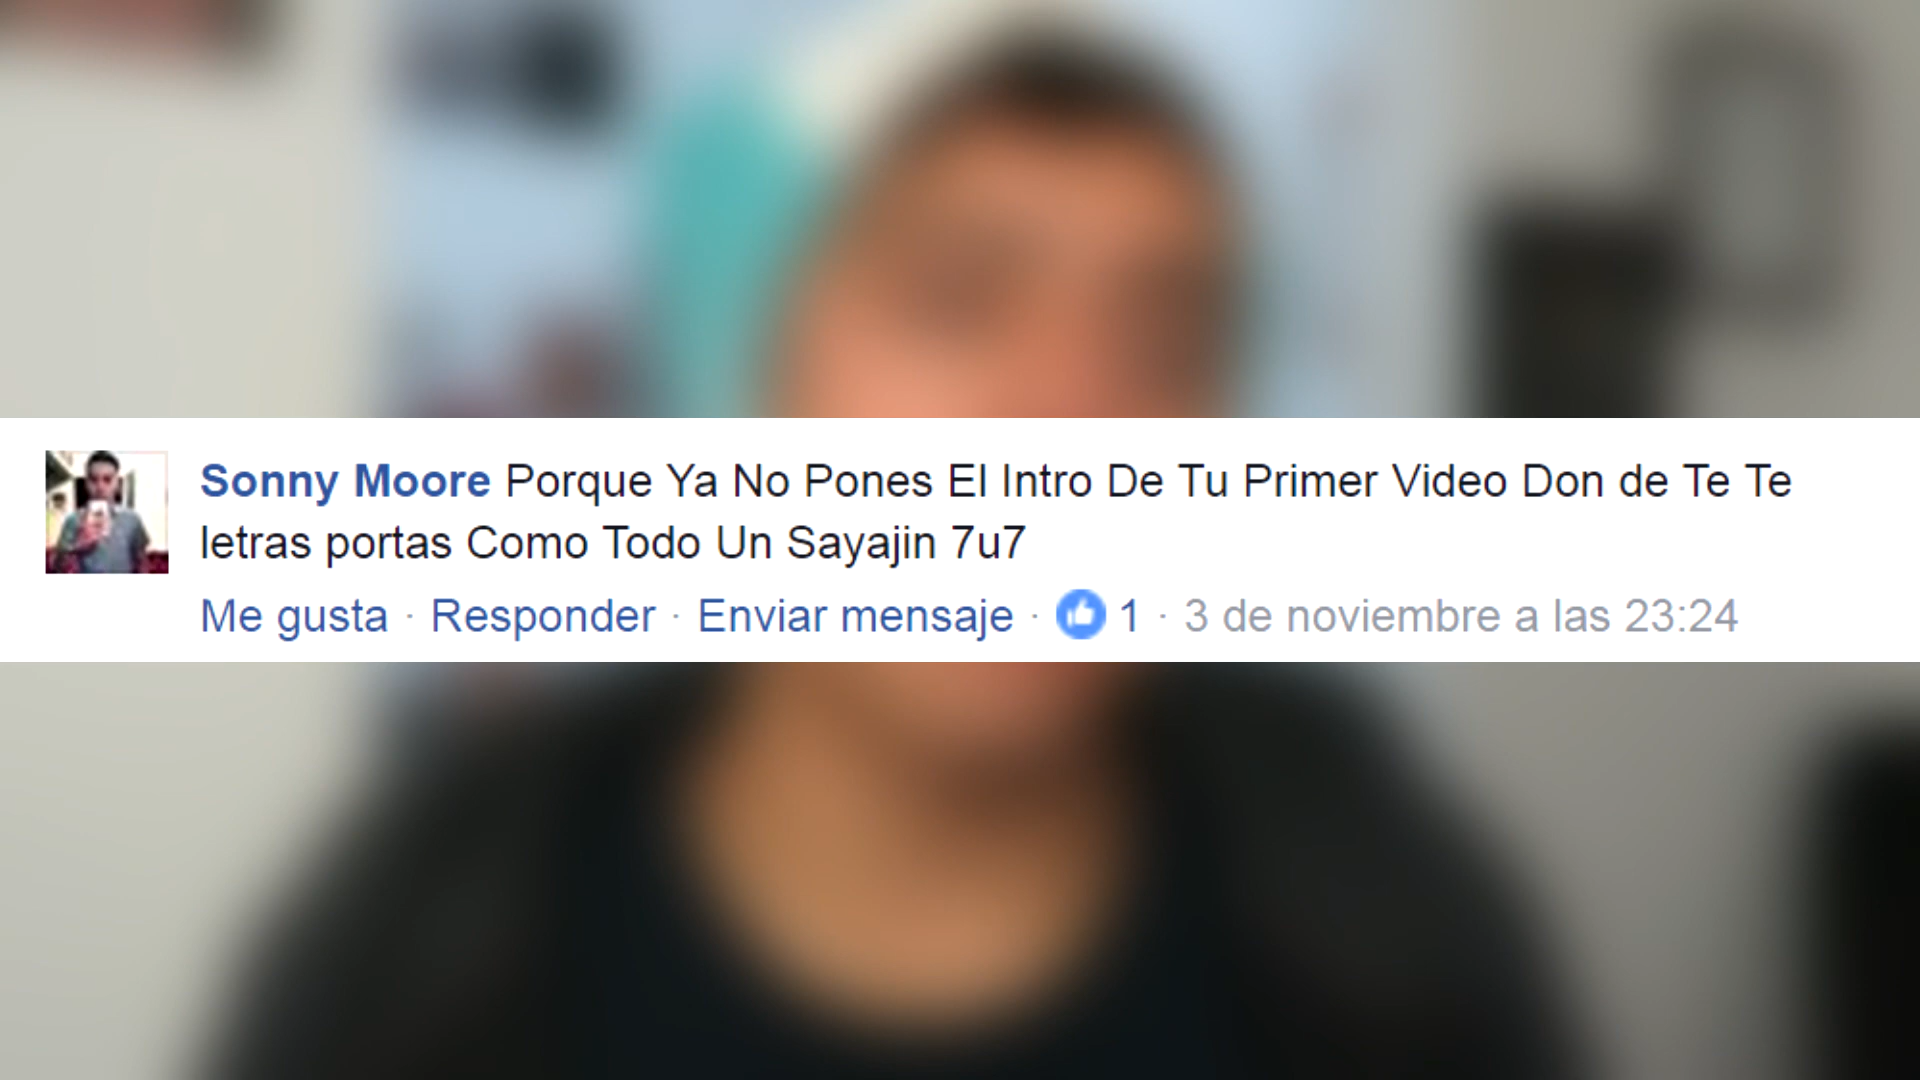 Sonny Moore Porque Ya No Pones El Intro De Tu Primer Video Don de Te Te
letras portas Como Todo Un Sayajin 7u7
Me gusta · Responder · Enviar mensaje · 1 · 3 de noviembre a las 23:24